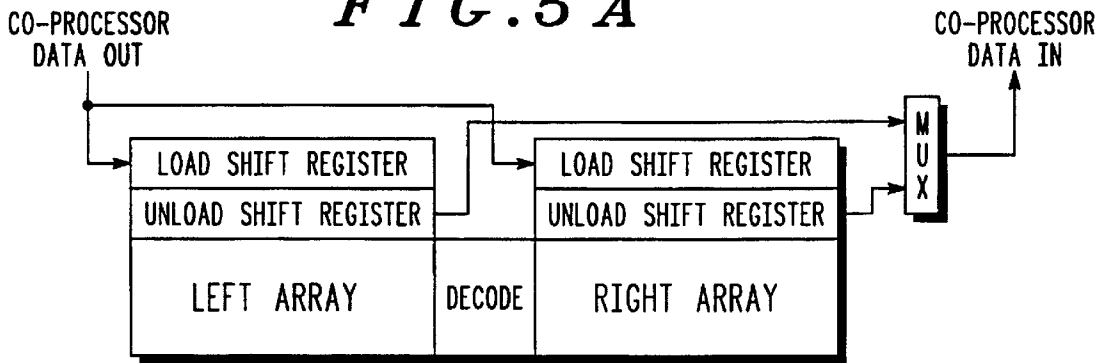 FIG.5A
CO-PROCESSOR
DATA OUT
CO-PROCESSOR
DATA IN
MUX
LOAD SHIFT REGISTER
LOAD SHIFT REGISTER
UNLOAD SHIFT REGISTER
UNLOAD SHIFT REGISTER
LEFT ARRAY
DECODE
RIGHT ARRAY